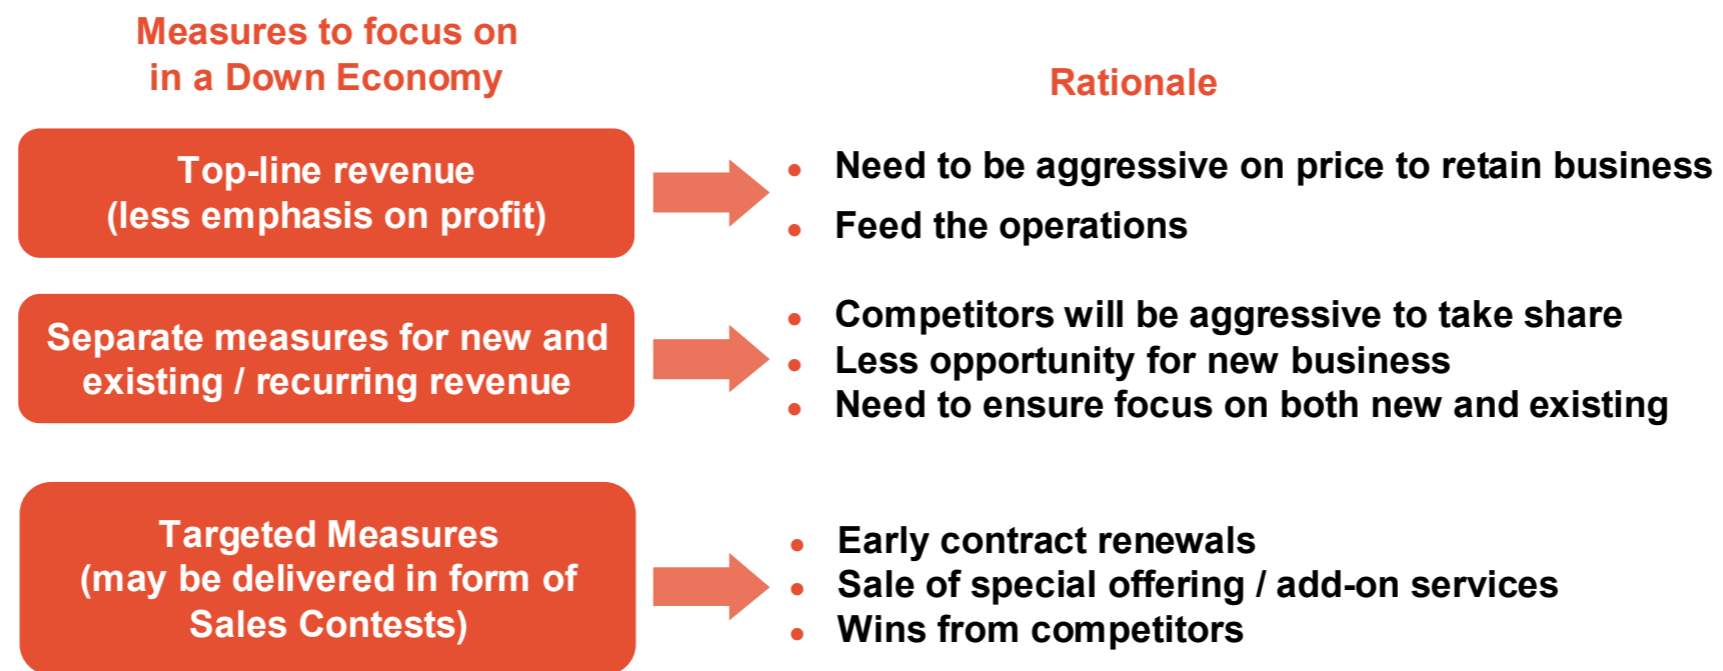 Measures to focus on
in a Down Economy
Rationale
Top-line revenue
(less emphasis on profit)
• Need to be aggressive on price to retain business
• Feed the operations
Separate measures for new and
existing / recurring revenue
• Competitors will be aggressive to take share
• Less opportunity for new business
• Need to ensure focus on both new and existing
Targeted Measures
(may be delivered in form of
Sales Contests)
• Early contract renewals
• Sale of special offering / add-on services
• Wins from competitors